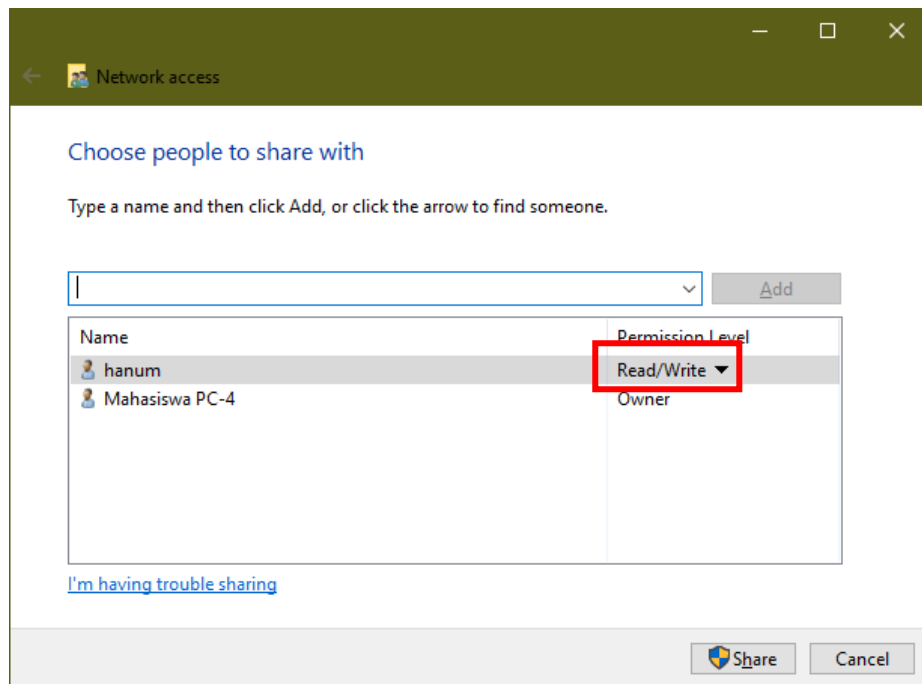 Network access
Choose people to share with
Type a name and then click Add, or click the arrow to find someone.
Add
Name Permission Level
hanum Read/Write
Mahasiswa PC-4 Owner
I'm having trouble sharing
Share Cancel